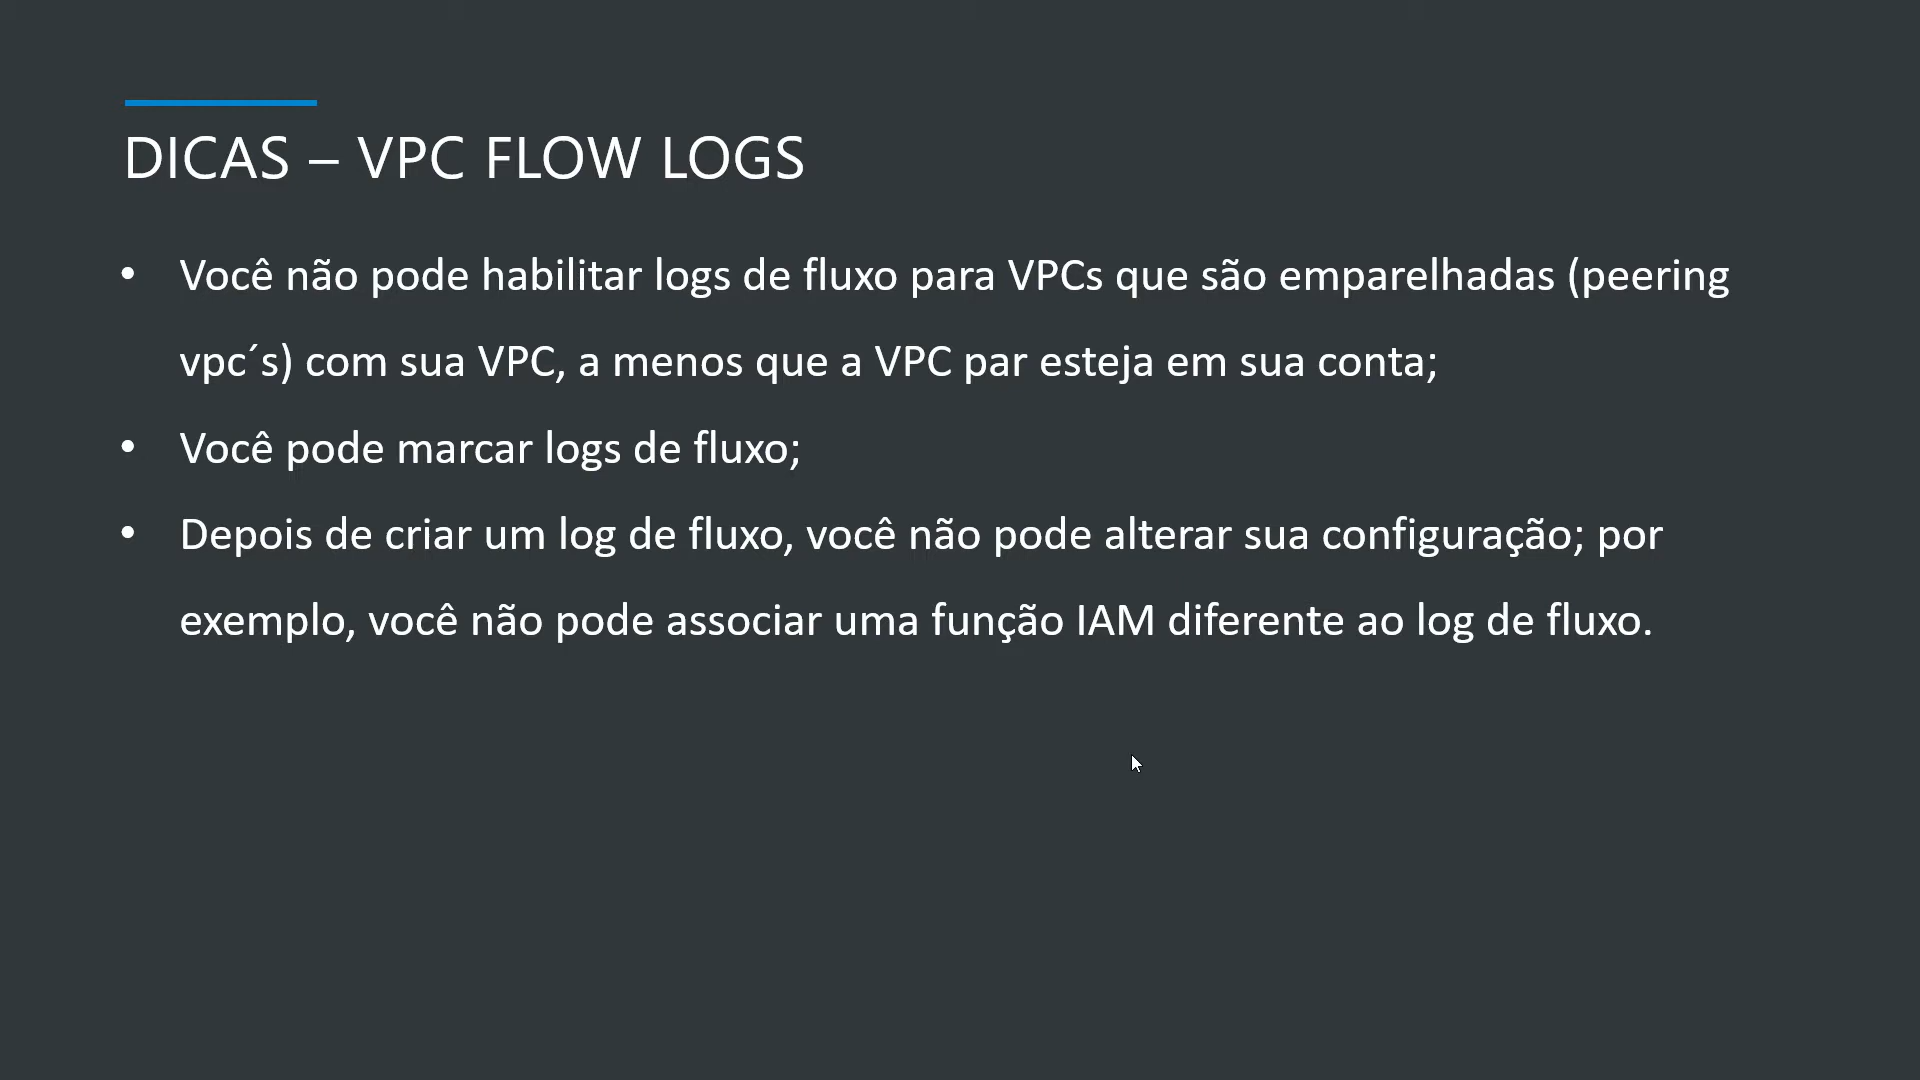 DICAS – VPC FLOW LOGS
• Você não pode habilitar logs de fluxo para VPCs que são emparelhadas (peering
vpc´s) com sua VPC, a menos que a VPC par esteja em sua conta;
• Você pode marcar logs de fluxo;
• Depois de criar um log de fluxo, você não pode alterar sua configuração; por
exemplo, você não pode associar uma função IAM diferente ao log de fluxo.